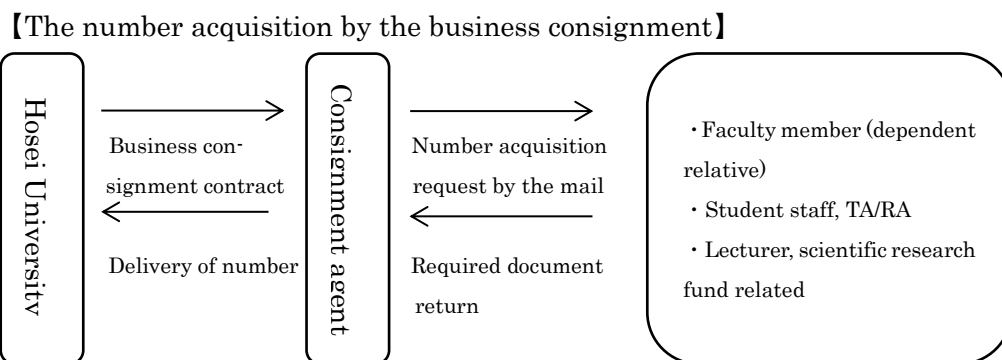 【The number acquisition by the business consignment】
Hosei University
Business con-
signment contract
Delivery of number
Consignment agent
Number acquisition
request by the mail
Required document
return
・Faculty member (dependent
relative)
・Student staff, TA/RA
・Lecturer, scientific research
fund related